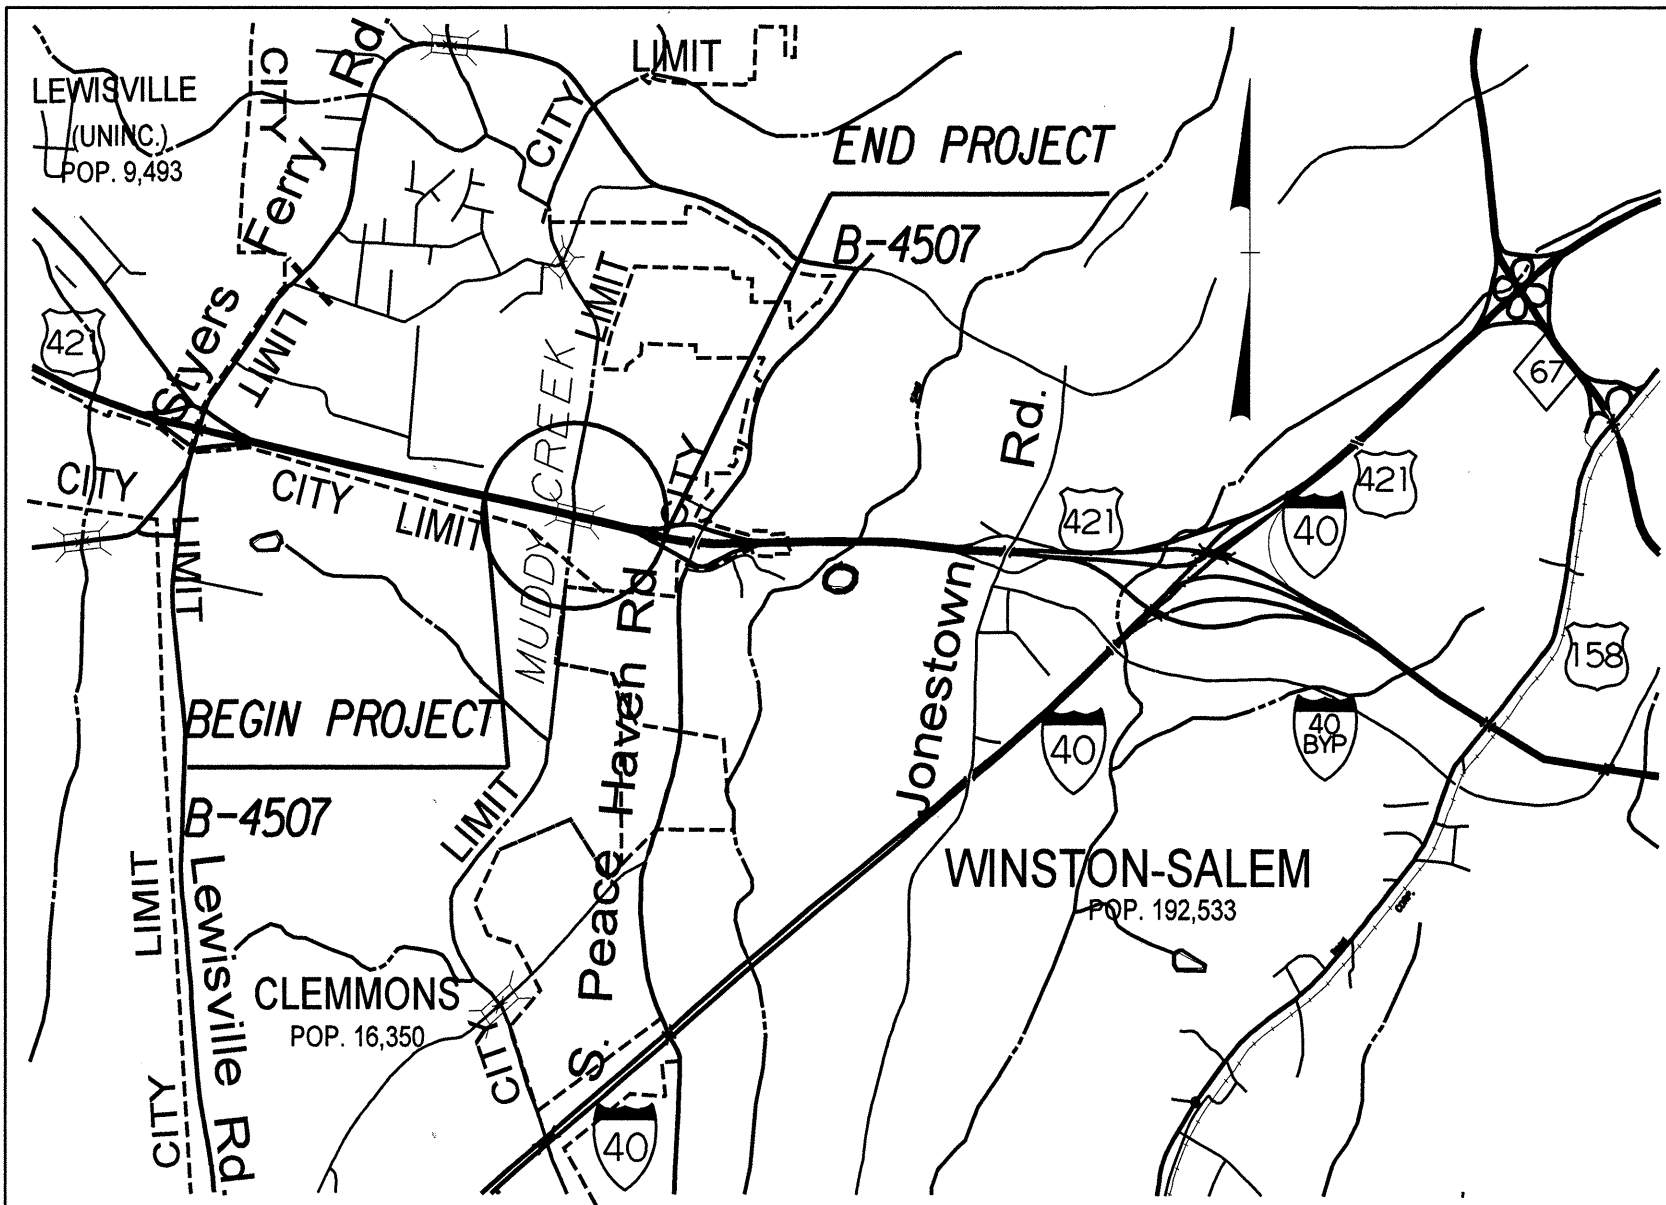 LEWISVILLE
(UNINC.)
POP. 9,493
CITY
Styers Ferry Rd
LIMIT
CITY
LIMIT
END PROJECT
B-4507
LIMIT
421
LIMIT
CITY
CITY
LIMIT
CITY
MUDDY CREEK
LIMIT
Rd.
421
421
40
67
158
O
BEGIN PROJECT
B-4507
S. Peace Haven Rd
Jonestown
40
40
BYP
LIMIT
LIMIT
CITY
Lewisville Rd.
CLEMMONS
POP. 16,350
CITY
WINSTON-SALEM
POP. 192,533
CORP.
40